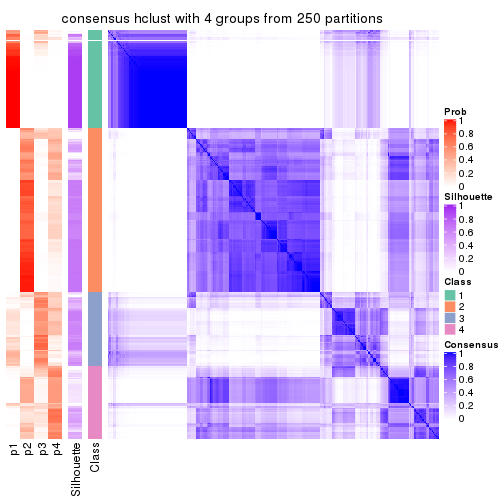 consensus hclust with 4 groups from 250 partitions
Prob
1
0.8
0.6
0.4
0.2
0
Silhouette
1
0.8
0.6
0.4
0.2
0
Class
1
2
3
4
Consensus
1
0.8
0.6
0.4
0.2
0
p1
p2
p3
p4
Silhouette
Class